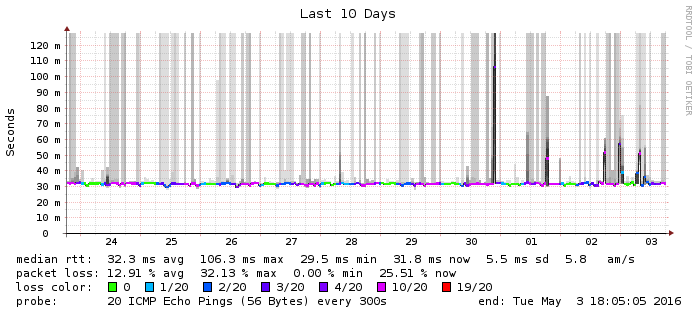 Last 10 Days
RRDTOOL / TOBI OETIKER
Seconds
120 m
110 m
100 m
90 m
80 m
70 m
60 m
50 m
40 m
30 m
20 m
10 m
0
24 25 26 27 28 29 30 01 02 03
median rtt: 32.3 ms avg 106.3 ms max 29.5 ms min 31.8 ms now 5.5 ms sd 5.8 am/s
packet loss: 12.91 % avg 32.13 % max 0.00 % min 25.51 % now
loss color: 0 1/20 2/20 3/20 4/20 10/20 19/20
probe: 20 ICMP Echo Pings (56 Bytes) every 300s end: Tue May 3 18:05:05 2016